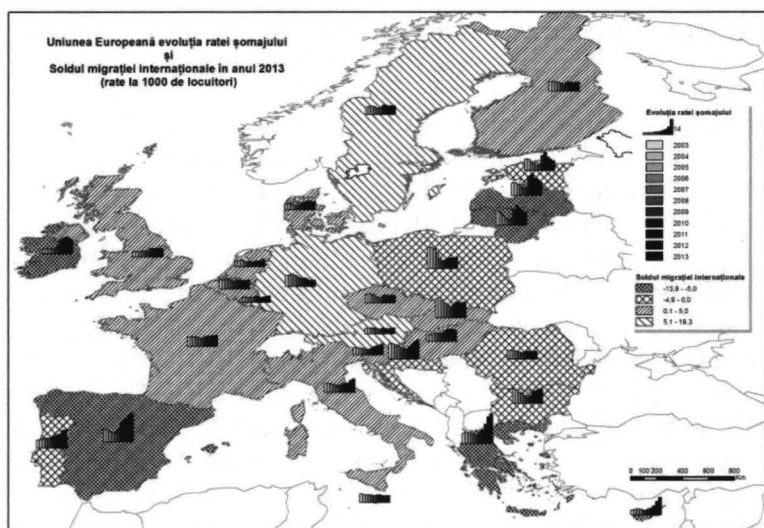 Uniunea Europeană evoluția ratei șomajului
și
Soldul migrației internaționale în anul 2013
(rate la 1000 de locuitori)
Evoluția ratei șomajului
14
2003
2004
2005
2006
2007
2008
2009
2010
2011
2012
2013
Soldul migrației internaționale
-13,9 - -5,0
-4,9 - 0,0
0,1 - 5,0
5,1 - 19,3
0 100 200 400 600 800
Km